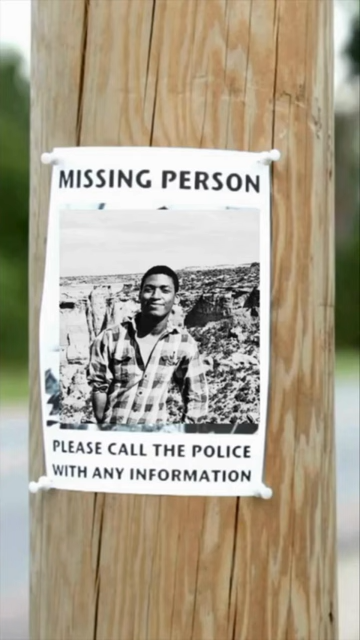 MISSING PERSON
PLEASE CALL THE POLICE
WITH ANY INFORMATION